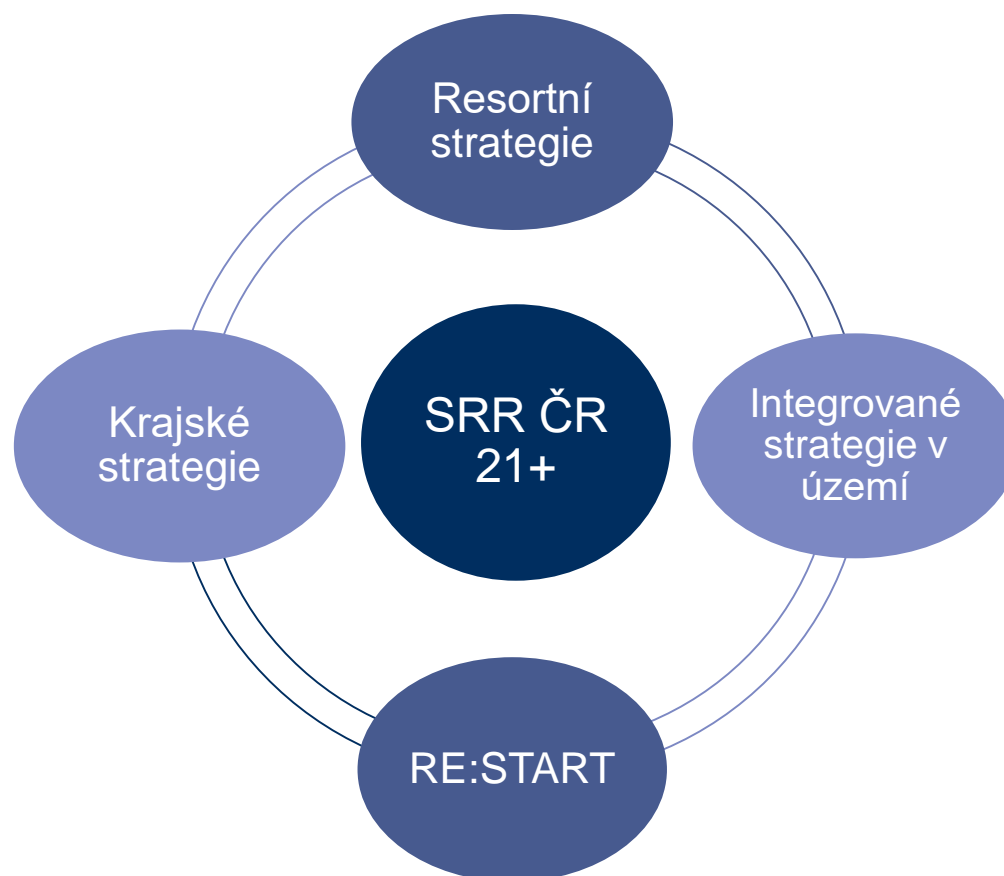 Resortní
strategie
Krajské
strategie
SRR ČR
21+
Integrované
strategie v
území
RE:START